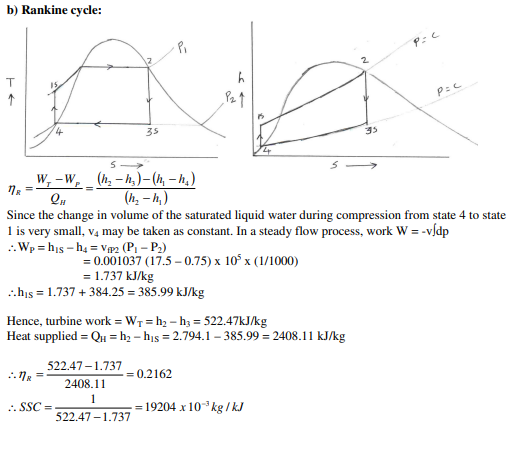 b) Rankine cycle:
P₁
P = C
2
2
T
↑
1s
h
↑
P₂
P = C
1s
4
3s
4
3s
s →
s →
η_R = (W_T − W_P) / Q_H = ((h₂ − h₃) − (h₁ − h₄)) / (h₂ − h₁)
Since the change in volume of the saturated liquid water during compression from state 4 to state
1 is very small, v₄ may be taken as constant. In a steady flow process, work W = -v∫dp
∴W_P = h_1S – h₄ = v_fP2 (P₁ – P₂)
= 0.001037 (17.5 – 0.75) x 10⁵ x (1/1000)
= 1.737 kJ/kg
∴h_1S = 1.737 + 384.25 = 385.99 kJ/kg
Hence, turbine work = W_T = h₂ – h₃ = 522.47kJ/kg
Heat supplied = Q_H = h₂ – h_1S = 2.794.1 – 385.99 = 2408.11 kJ/kg
∴η_R = (522.47 − 1.737) / 2408.11 = 0.2162
∴SSC = 1 / (522.47 − 1.737) = 19204 x 10⁻³ kg / kJ